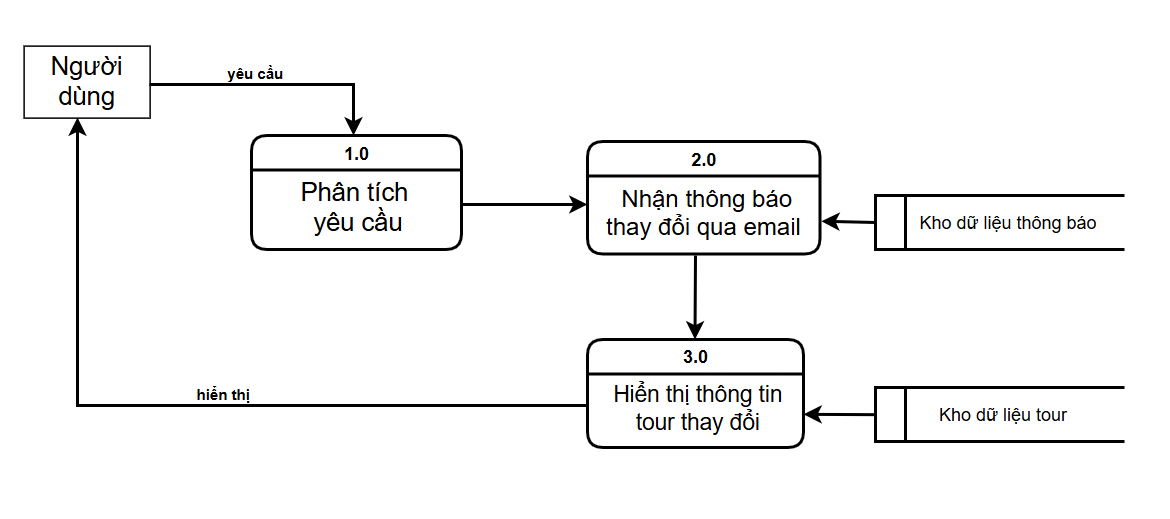 Người
dùng
yêu cầu
1.0
Phân tích
yêu cầu
2.0
Nhận thông báo
thay đổi qua email
Kho dữ liệu thông báo
3.0
Hiển thị thông tin
tour thay đổi
hiển thị
Kho dữ liệu tour